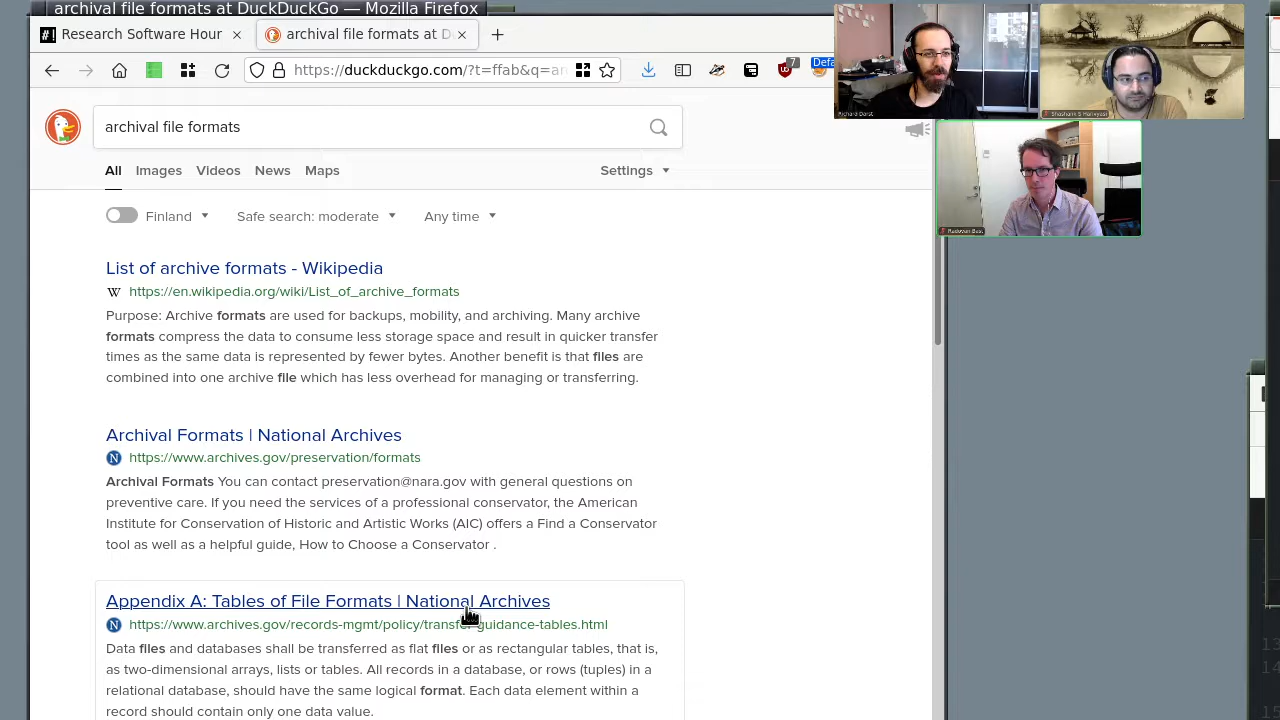 archival file formats at DuckDuckGo — Mozilla Firefox
#! Research Software Hour
archival file formats at D
https://duckduckgo.com/?t=ffab&q=ar
7
Defa
archival file formats
All Images Videos News Maps Settings
Finland Safe search: moderate Any time
List of archive formats - Wikipedia
W https://en.wikipedia.org/wiki/List_of_archive_formats
Purpose: Archive formats are used for backups, mobility, and archiving. Many archive
formats compress the data to consume less storage space and result in quicker transfer
times as the same data is represented by fewer bytes. Another benefit is that files are
combined into one archive file which has less overhead for managing or transferring.
Archival Formats | National Archives
N https://www.archives.gov/preservation/formats
Archival Formats You can contact preservation@nara.gov with general questions on
preventive care. If you need the services of a professional conservator, the American
Institute for Conservation of Historic and Artistic Works (AIC) offers a Find a Conservator
tool as well as a helpful guide, How to Choose a Conservator .
Appendix A: Tables of File Formats | National Archives
N https://www.archives.gov/records-mgmt/policy/transfer-guidance-tables.html
Data files and databases shall be transferred as flat files or as rectangular tables, that is,
as two-dimensional arrays, lists or tables. All records in a database, or rows (tuples) in a
relational database, should have the same logical format. Each data element within a
record should contain only one data value.
Richard Darst
Radovan Bast
13
14